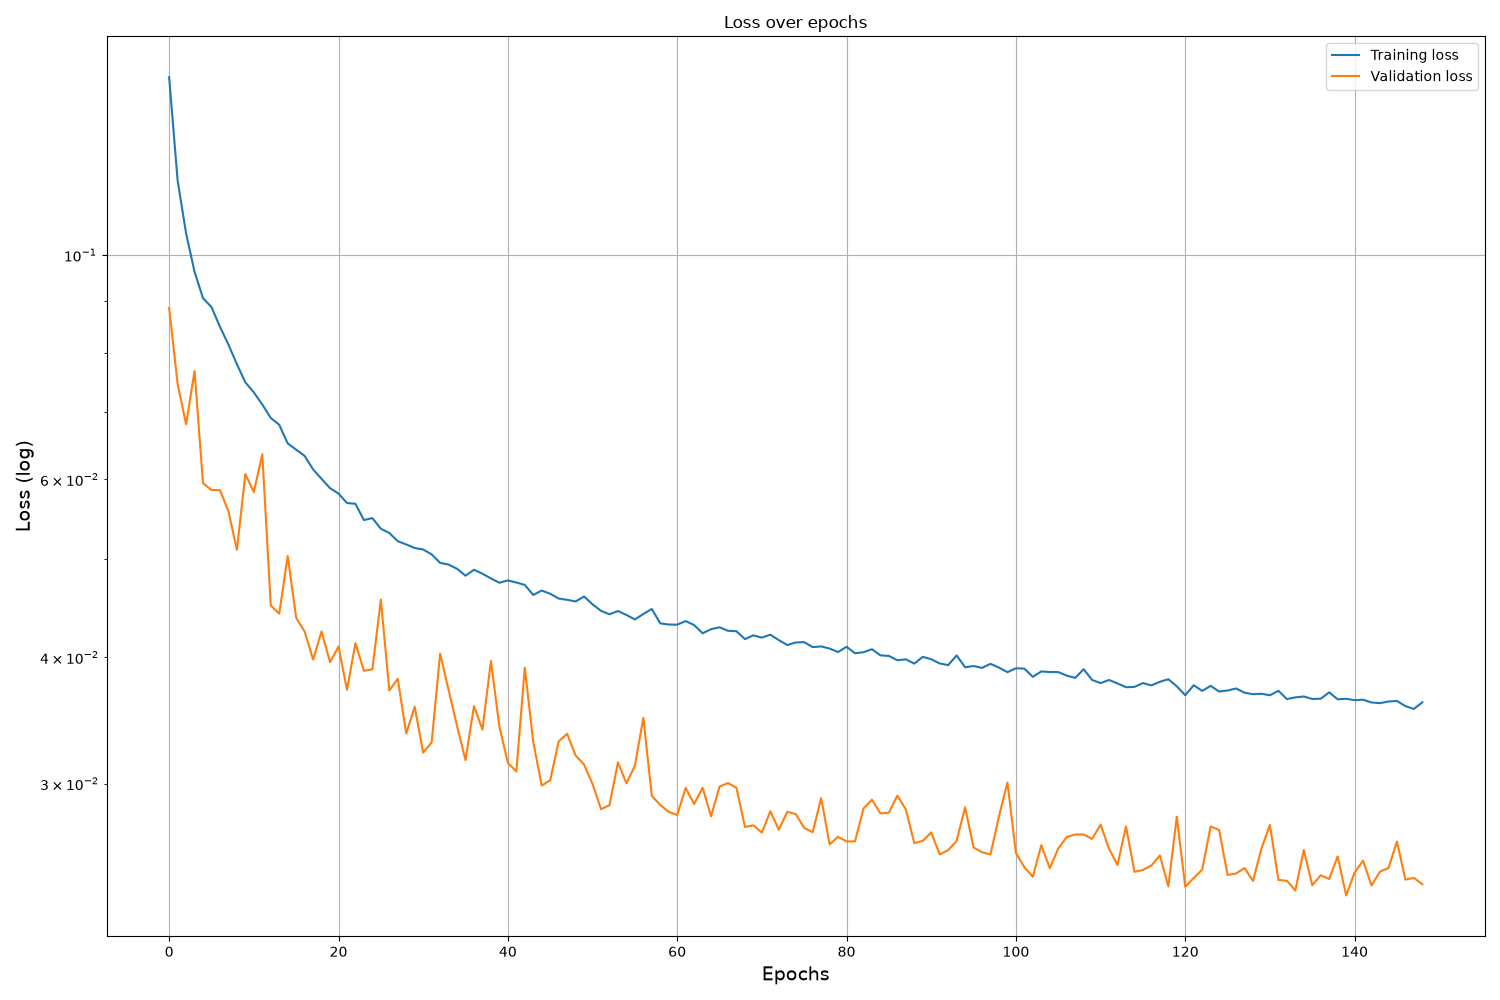 Loss over epochs
Training loss
Validation loss
10⁻¹
6 × 10⁻²
4 × 10⁻²
3 × 10⁻²
Loss (log)
0 20 40 60 80 100 120 140
Epochs